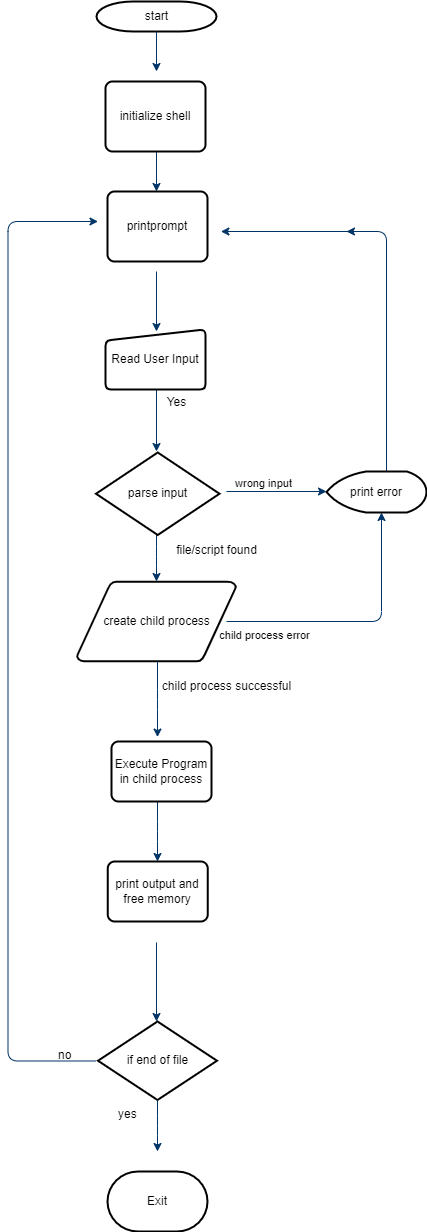 start
initialize shell
printprompt
Read User Input
Yes
parse input
wrong input
print error
file/script found
create child process
child process error
child process successful
Execute Program
in child process
print output and
free memory
if end of file
no
yes
Exit